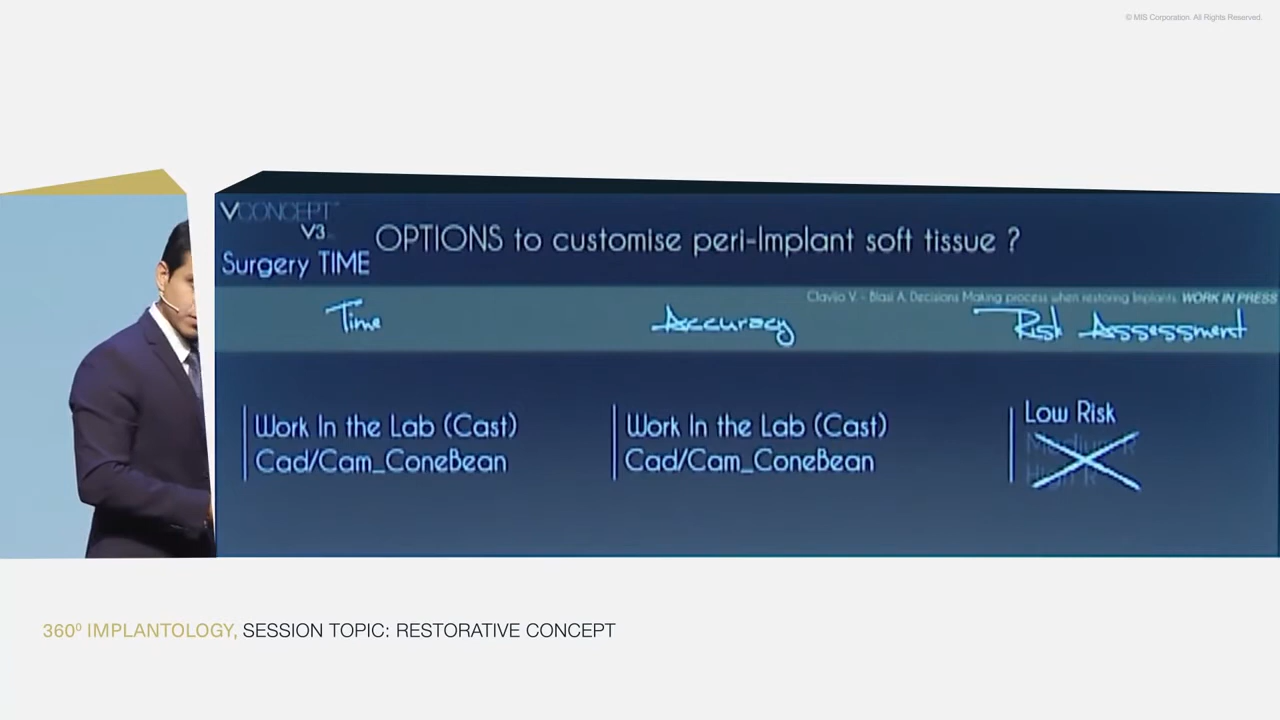 © MIS Corporation. All Rights Reserved.
VCONCEPT™
V3
OPTIONS to customise peri-Implant soft tissue ?
Surgery TIME
Clavijo V. - Blasi A. Decisions Making process when restoring Implants. WORK IN PRESS
Time
Accuracy
Risk Assessment
Work In the Lab (Cast)
Cad/Cam_ConeBean
Work In the Lab (Cast)
Cad/Cam_ConeBean
Low Risk
Medium R
High R
360º IMPLANTOLOGY, SESSION TOPIC: RESTORATIVE CONCEPT